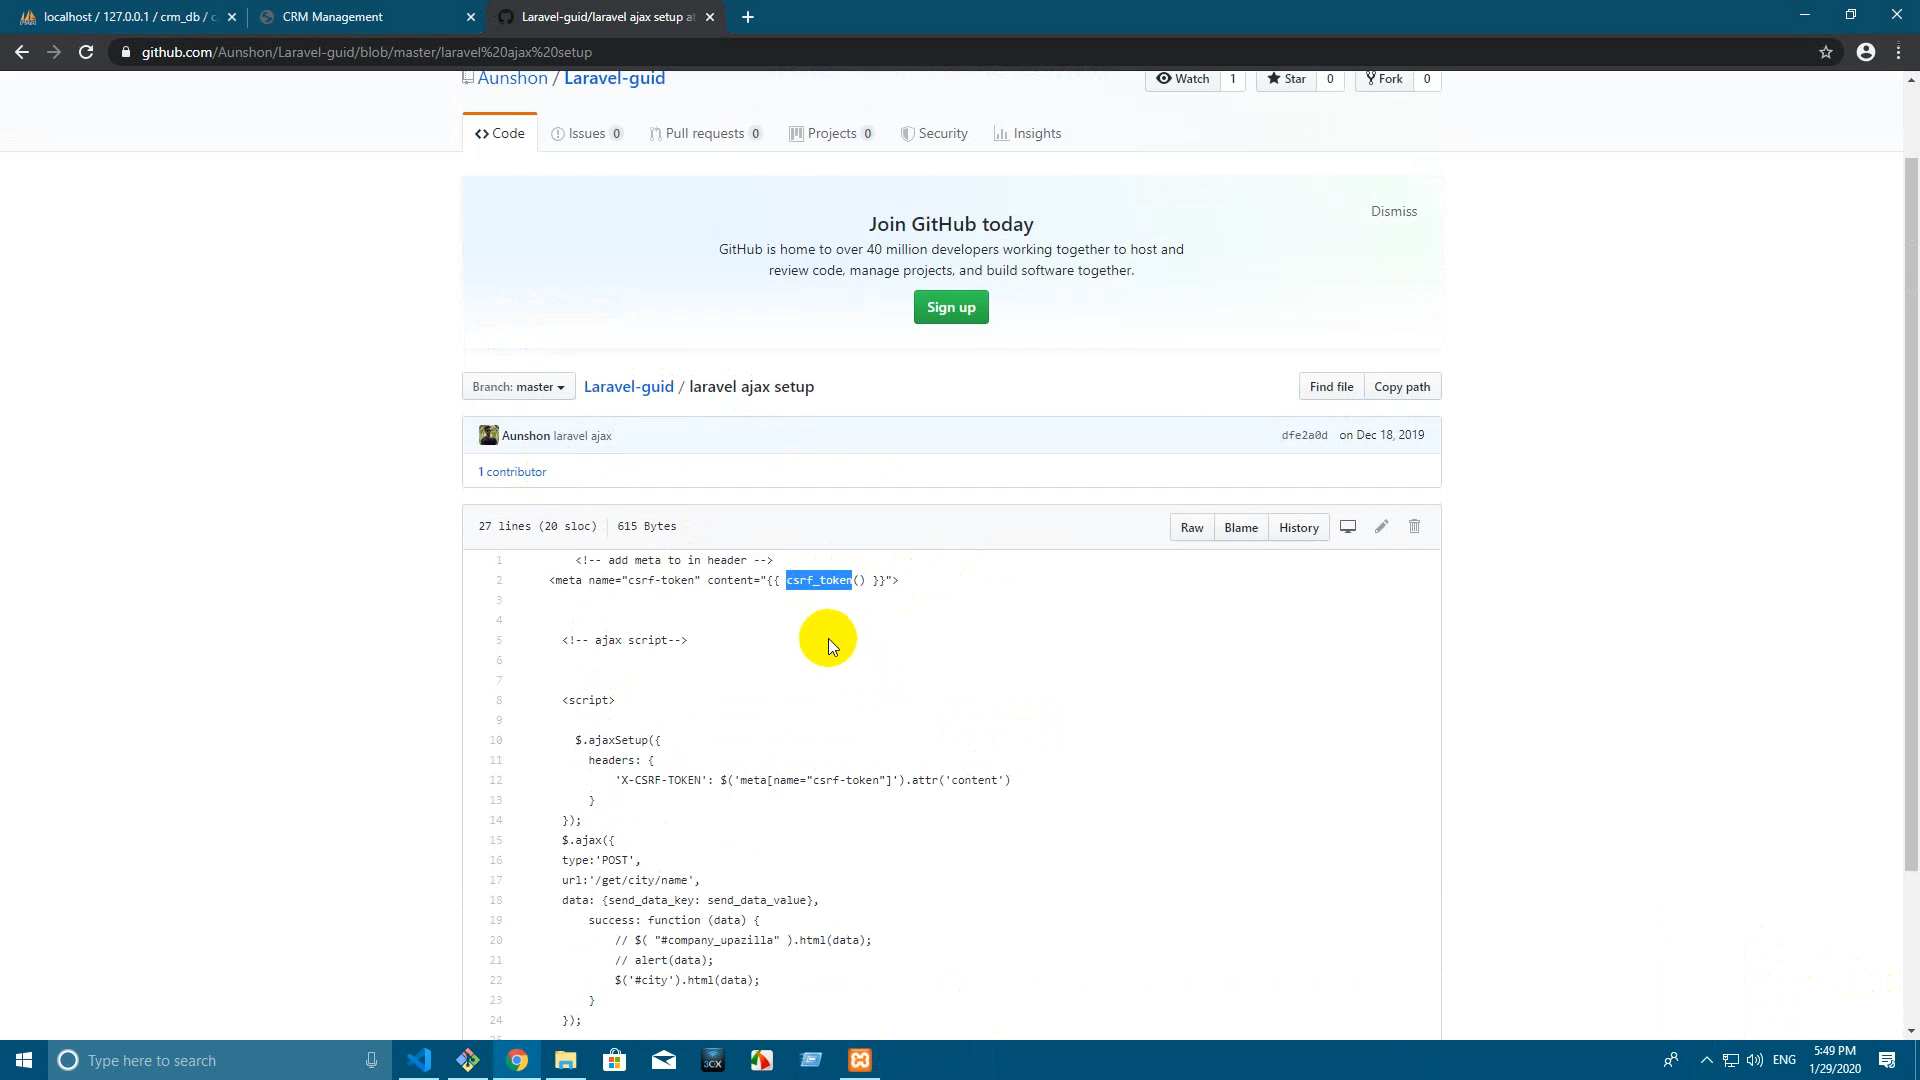 localhost / 127.0.0.1 / crm_db / c
CRM Management
Laravel-guid/laravel ajax setup at
github.com/Aunshon/Laravel-guid/blob/master/laravel%20ajax%20setup
Aunshon / Laravel-guid
Watch 1
Star 0
Fork 0
Code
Issues 0
Pull requests 0
Projects 0
Security
Insights
Join GitHub today
Dismiss
GitHub is home to over 40 million developers working together to host and
review code, manage projects, and build software together.
Sign up
Branch: master
Laravel-guid / laravel ajax setup
Find file
Copy path
Aunshon laravel ajax
dfe2a0d on Dec 18, 2019
1 contributor
27 lines (20 sloc) 615 Bytes
Raw
Blame
History
1 <!-- add meta to in header -->
2 <meta name="csrf-token" content="{{ csrf_token() }}">
3
4
5 <!-- ajax script-->
6
7
8 <script>
9
10 $.ajaxSetup({
11 headers: {
12 'X-CSRF-TOKEN': $('meta[name="csrf-token"]').attr('content')
13 }
14 });
15 $.ajax({
16 type:'POST',
17 url:'/get/city/name',
18 data: {send_data_key: send_data_value},
19 success: function (data) {
20 // $( "#company_upazilla" ).html(data);
21 // alert(data);
22 $('#city').html(data);
23 }
24 });
Type here to search
3CX
ENG
5:49 PM
1/29/2020